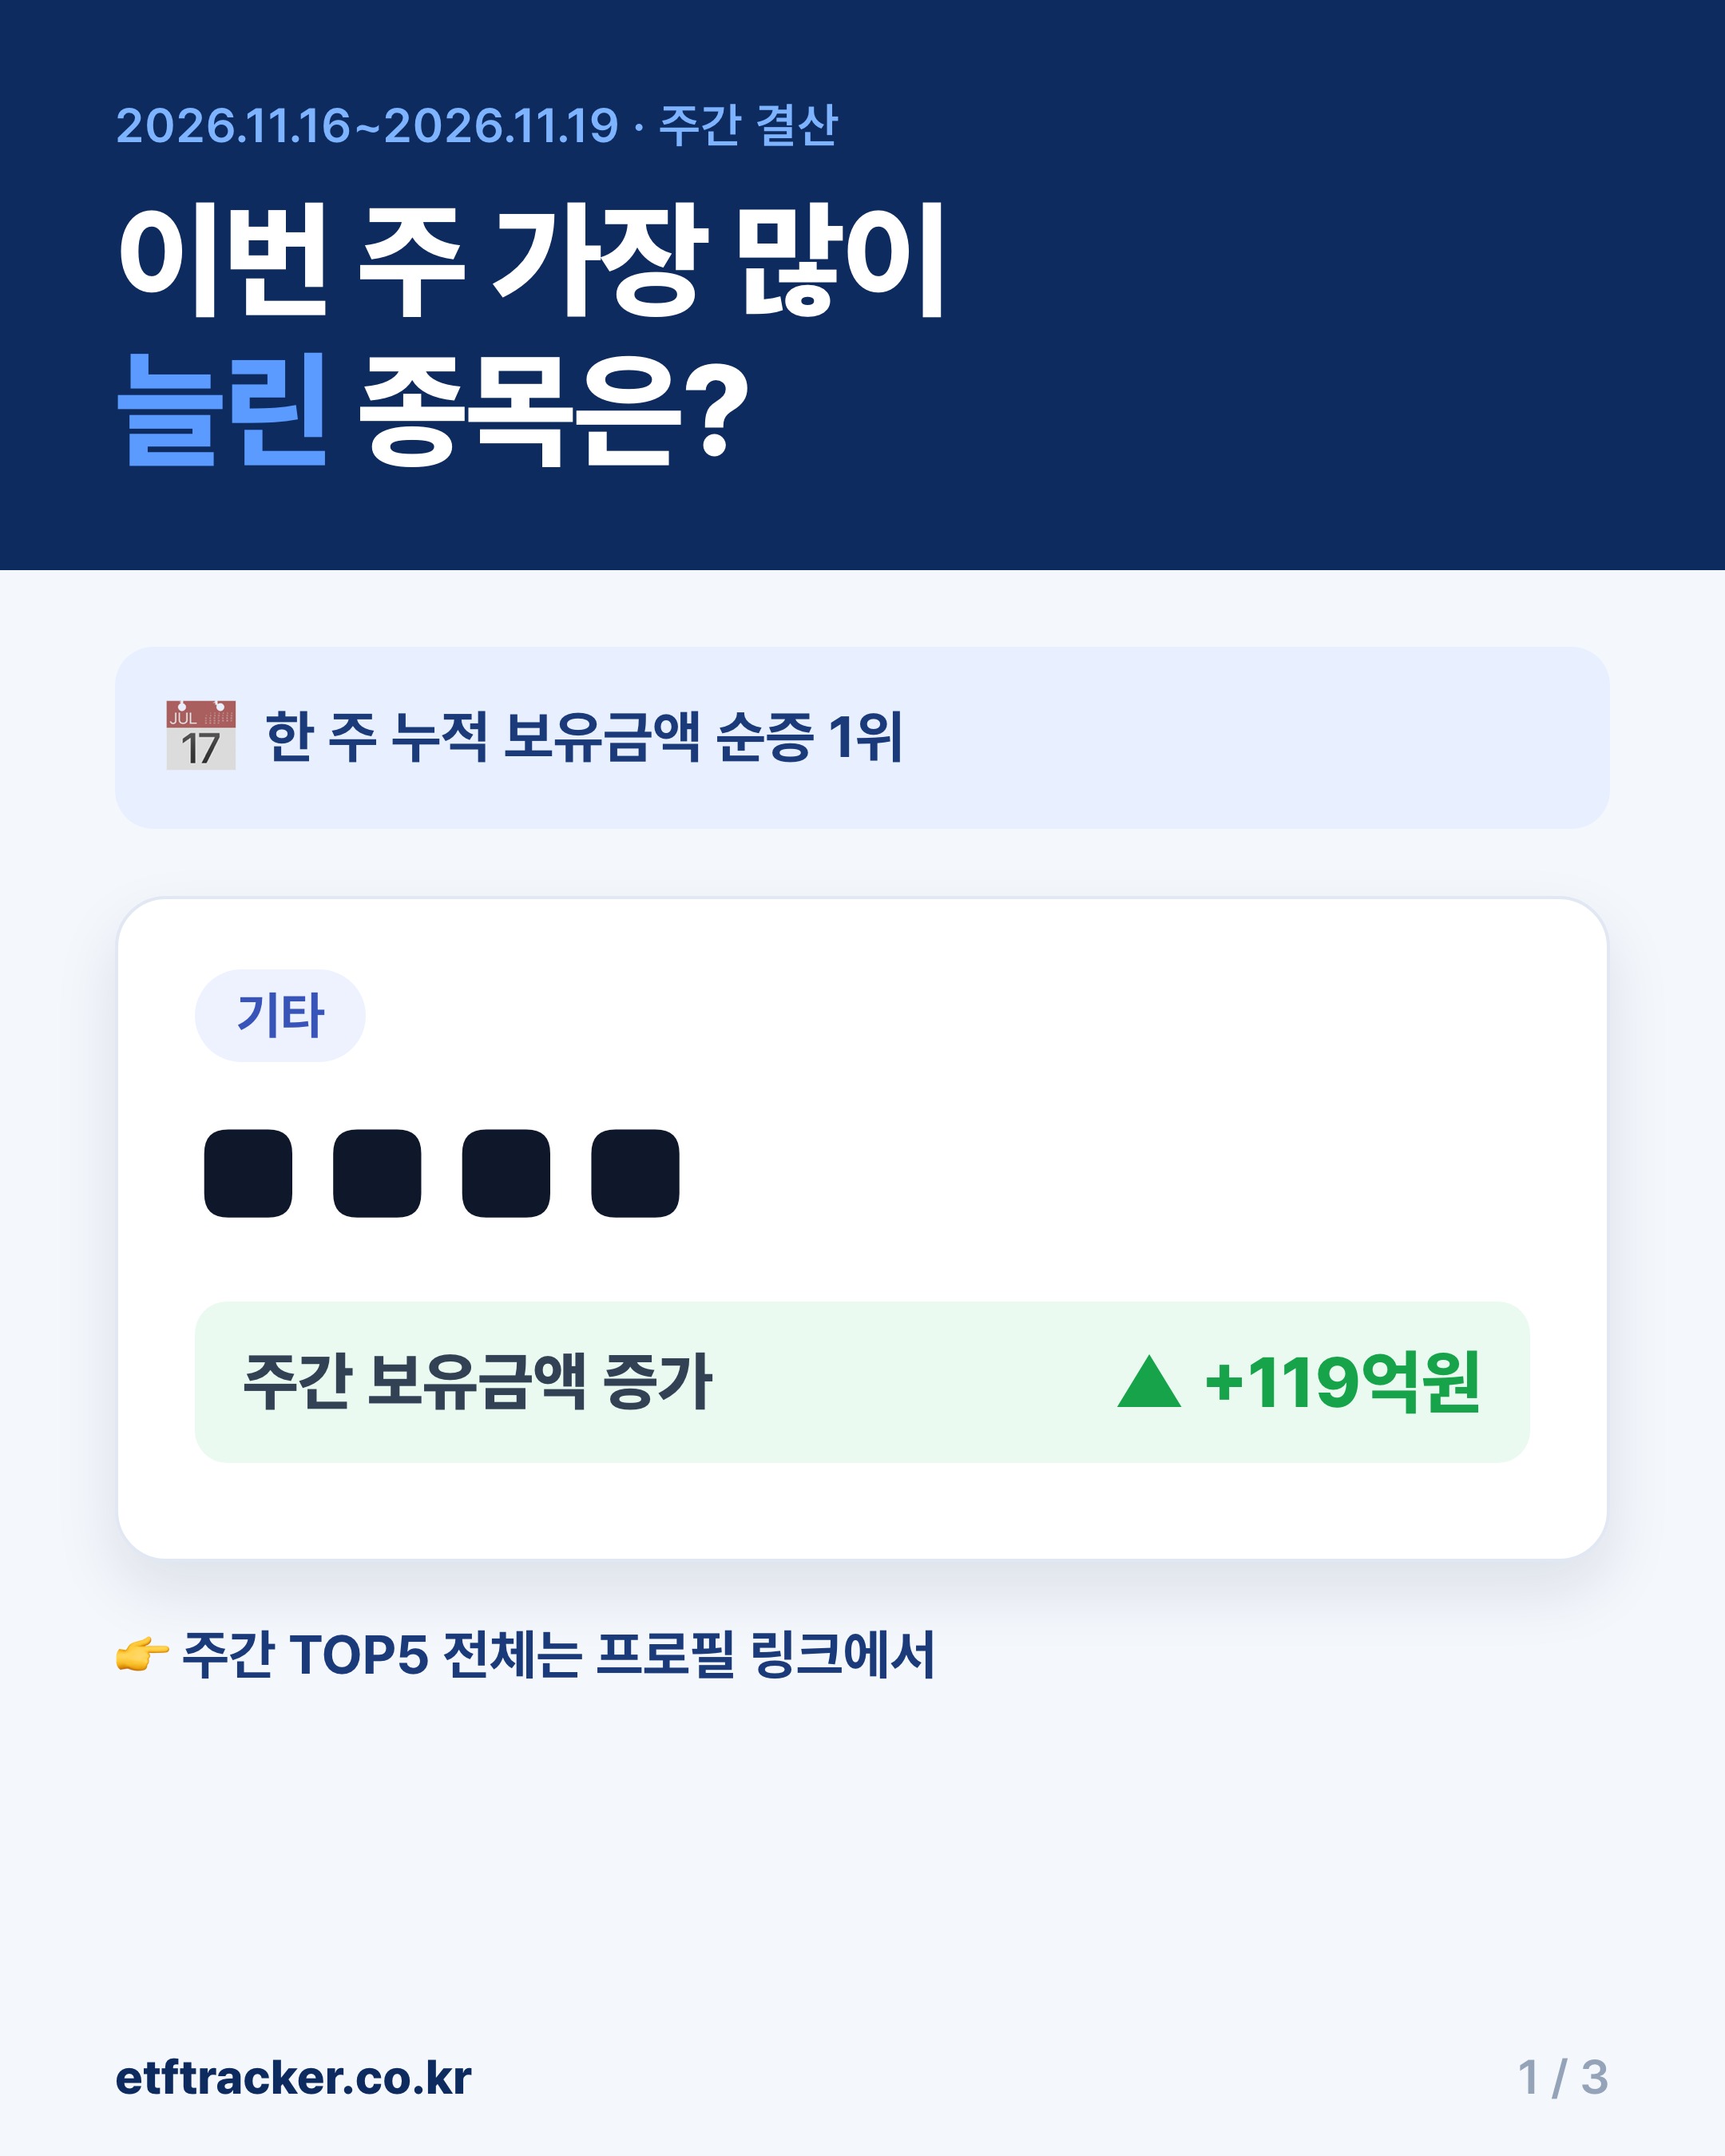 2026.11.16~2026.11.19 · 주간 결산
이번 주 가장 많이
늘린 종목은?
📅 한 주 누적 보유금액 순증 1위
기타
■ ■ ■ ■
주간 보유금액 증가 ▲ +119억원
👉 주간 TOP5 전체는 프로필 링크에서
etftracker.co.kr
1 / 3